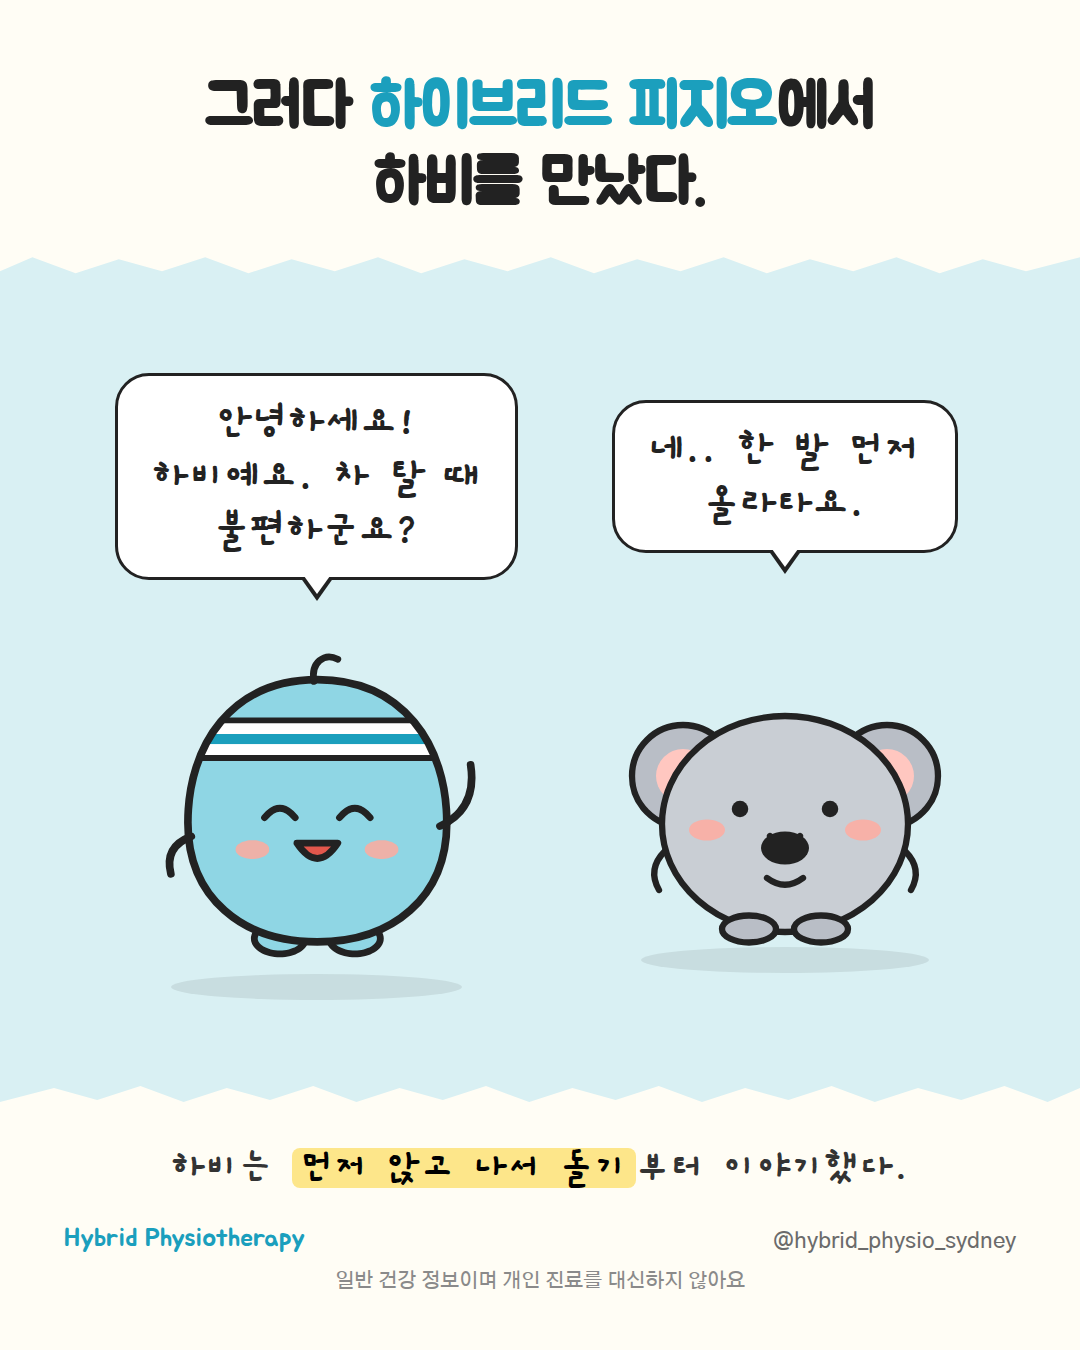 그러다 하이브리드 피지오에서
하비를 만났다.
안녕하세요!
하비예요. 차 탈 때
불편하군요?
네.. 한 발 먼저
올라타요.
하비는 먼저 앉고 나서 돌기부터 이야기했다.
Hybrid Physiotherapy
@hybrid_physio_sydney
일반 건강 정보이며 개인 진료를 대신하지 않아요